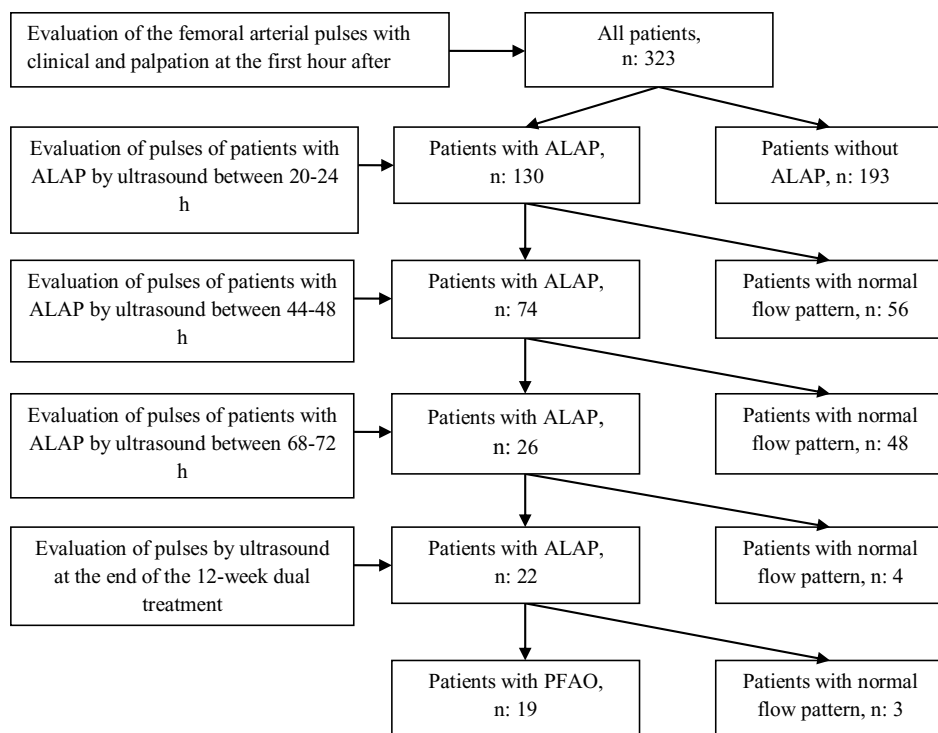 Evaluation of the femoral arterial pulses with
clinical and palpation at the first hour after
All patients,
n: 323
Evaluation of pulses of patients with
ALAP by ultrasound between 20-24
h
Patients with ALAP,
n: 130
Patients without
ALAP, n: 193
Evaluation of pulses of patients with
ALAP by ultrasound between 44-48
h
Patients with ALAP,
n: 74
Patients with normal
flow pattern, n: 56
Evaluation of pulses of patients with
ALAP by ultrasound between 68-72
h
Patients with ALAP,
n: 26
Patients with normal
flow pattern, n: 48
Evaluation of pulses by ultrasound
at the end of the 12-week dual
treatment
Patients with ALAP,
n: 22
Patients with normal
flow pattern, n: 4
Patients with PFAO,
n: 19
Patients with normal
flow pattern, n: 3